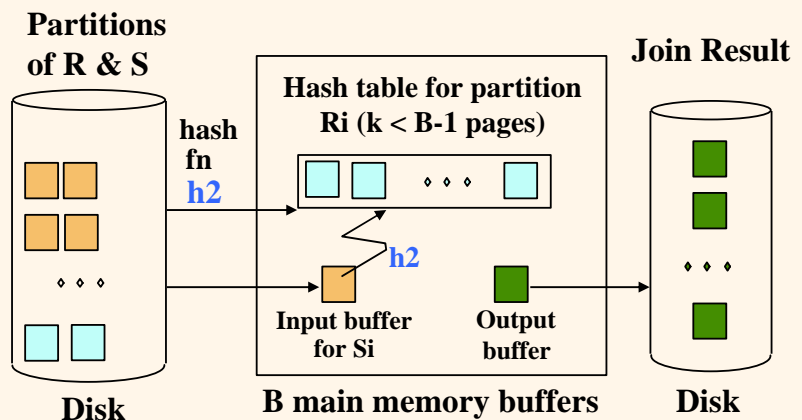 Partitions
of R & S
Join Result
Hash table for partition
Ri (k < B-1 pages)
hash
fn
h2
h2
Input buffer
for Si
Output
buffer
Disk
B main memory buffers
Disk